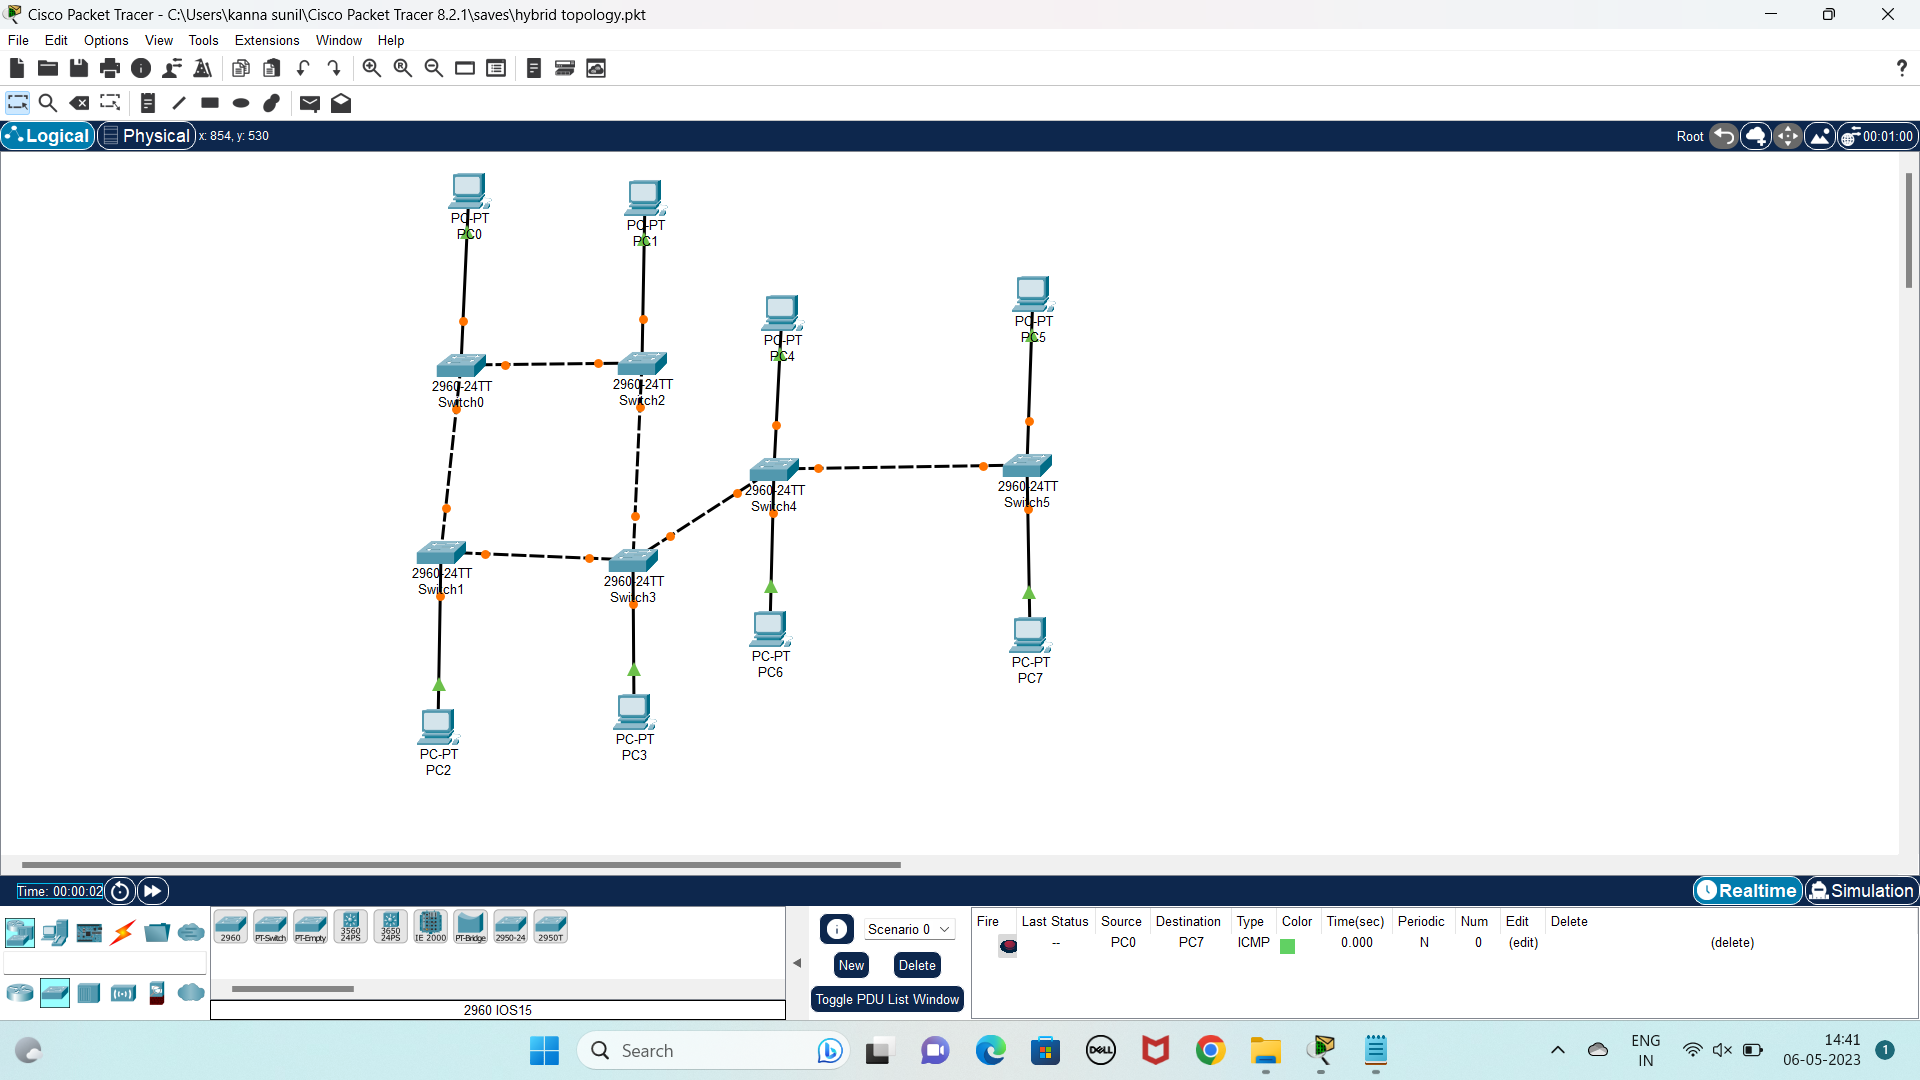 Cisco Packet Tracer - C:\Users\kanna sunil\Cisco Packet Tracer 8.2.1\saves\hybrid topology.pkt
File Edit Options View Tools Extensions Window Help
?
Logical Physical x: 854, y: 530 Root 00:01:00
PC-PT
PC0
PC-PT
PC1
PC-PT
PC4
PC-PT
PC5
2960-24TT
Switch0
2960-24TT
Switch2
2960-24TT
Switch4
2960-24TT
Switch5
2960-24TT
Switch1
2960-24TT
Switch3
PC-PT
PC6
PC-PT
PC7
PC-PT
PC2
PC-PT
PC3
Time: 00:00:02 Realtime Simulation
2960 PT-Switch PT-Empty 3560 24PS 3650 24PS IE 2000 PT-Bridge 2950-24 2950T
2960 IOS15
Scenario 0
New Delete
Toggle PDU List Window
Fire Last Status Source Destination Type Color Time(sec) Periodic Num Edit Delete
-- PC0 PC7 ICMP 0.000 N 0 (edit) (delete)
Search
DELL
ENG
IN
14:41
06-05-2023
1